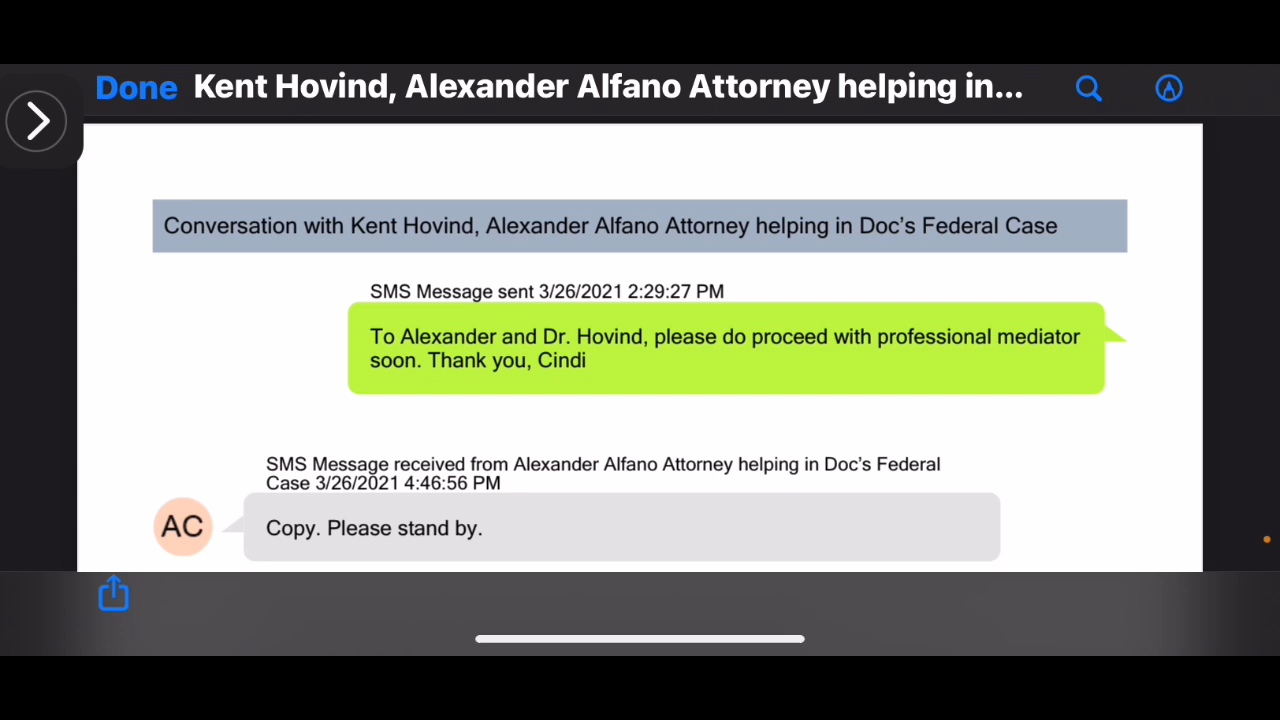 Done Kent Hovind, Alexander Alfano Attorney helping in...
Conversation with Kent Hovind, Alexander Alfano Attorney helping in Doc’s Federal Case
SMS Message sent 3/26/2021 2:29:27 PM
To Alexander and Dr. Hovind, please do proceed with professional mediator
soon. Thank you, Cindi
SMS Message received from Alexander Alfano Attorney helping in Doc’s Federal
Case 3/26/2021 4:46:56 PM
AC
Copy. Please stand by.